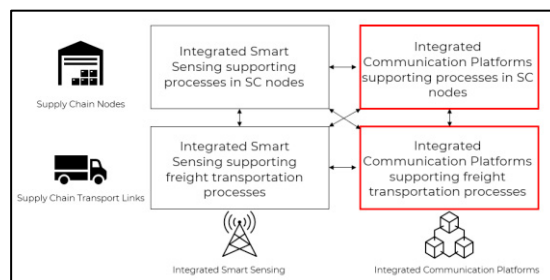 Integrated Smart
Sensing supporting
processes in SC nodes
Integrated
Communication Platforms
supporting processes in SC
nodes
Supply Chain Nodes
Integrated Smart
Sensing supporting
freight transportation
processes
Integrated
Communication Platforms
supporting freight
transportation processes
Supply Chain Transport Links
Integrated Smart Sensing
Integrated Communication Platforms